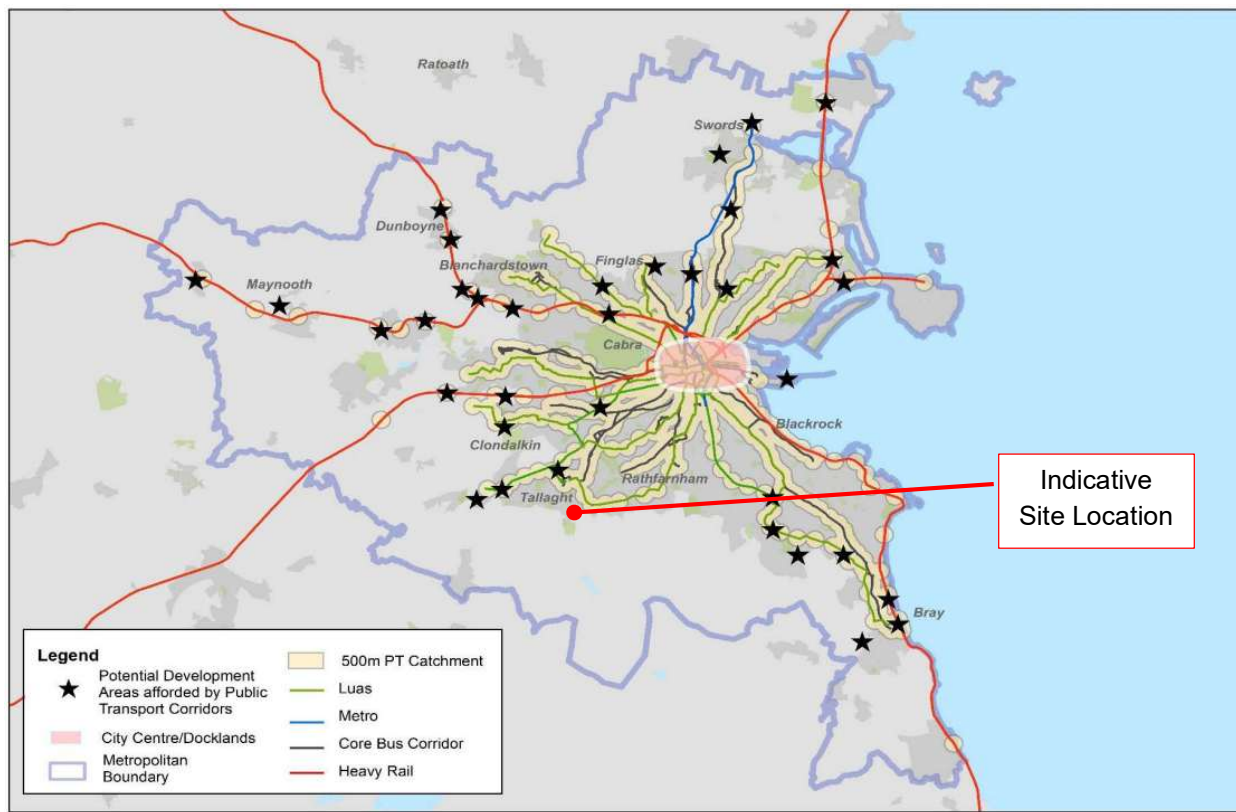 Ratoath
Swords
Dunboyne
Blanchardstown
Finglas
Maynooth
Cabra
Blackrock
Clondalkin
Rathfarnham
Tallaght
Indicative
Site Location
Bray
Legend
Potential Development
Areas afforded by Public
Transport Corridors
City Centre/Docklands
Metropolitan
Boundary
500m PT Catchment
Luas
Metro
Core Bus Corridor
Heavy Rail